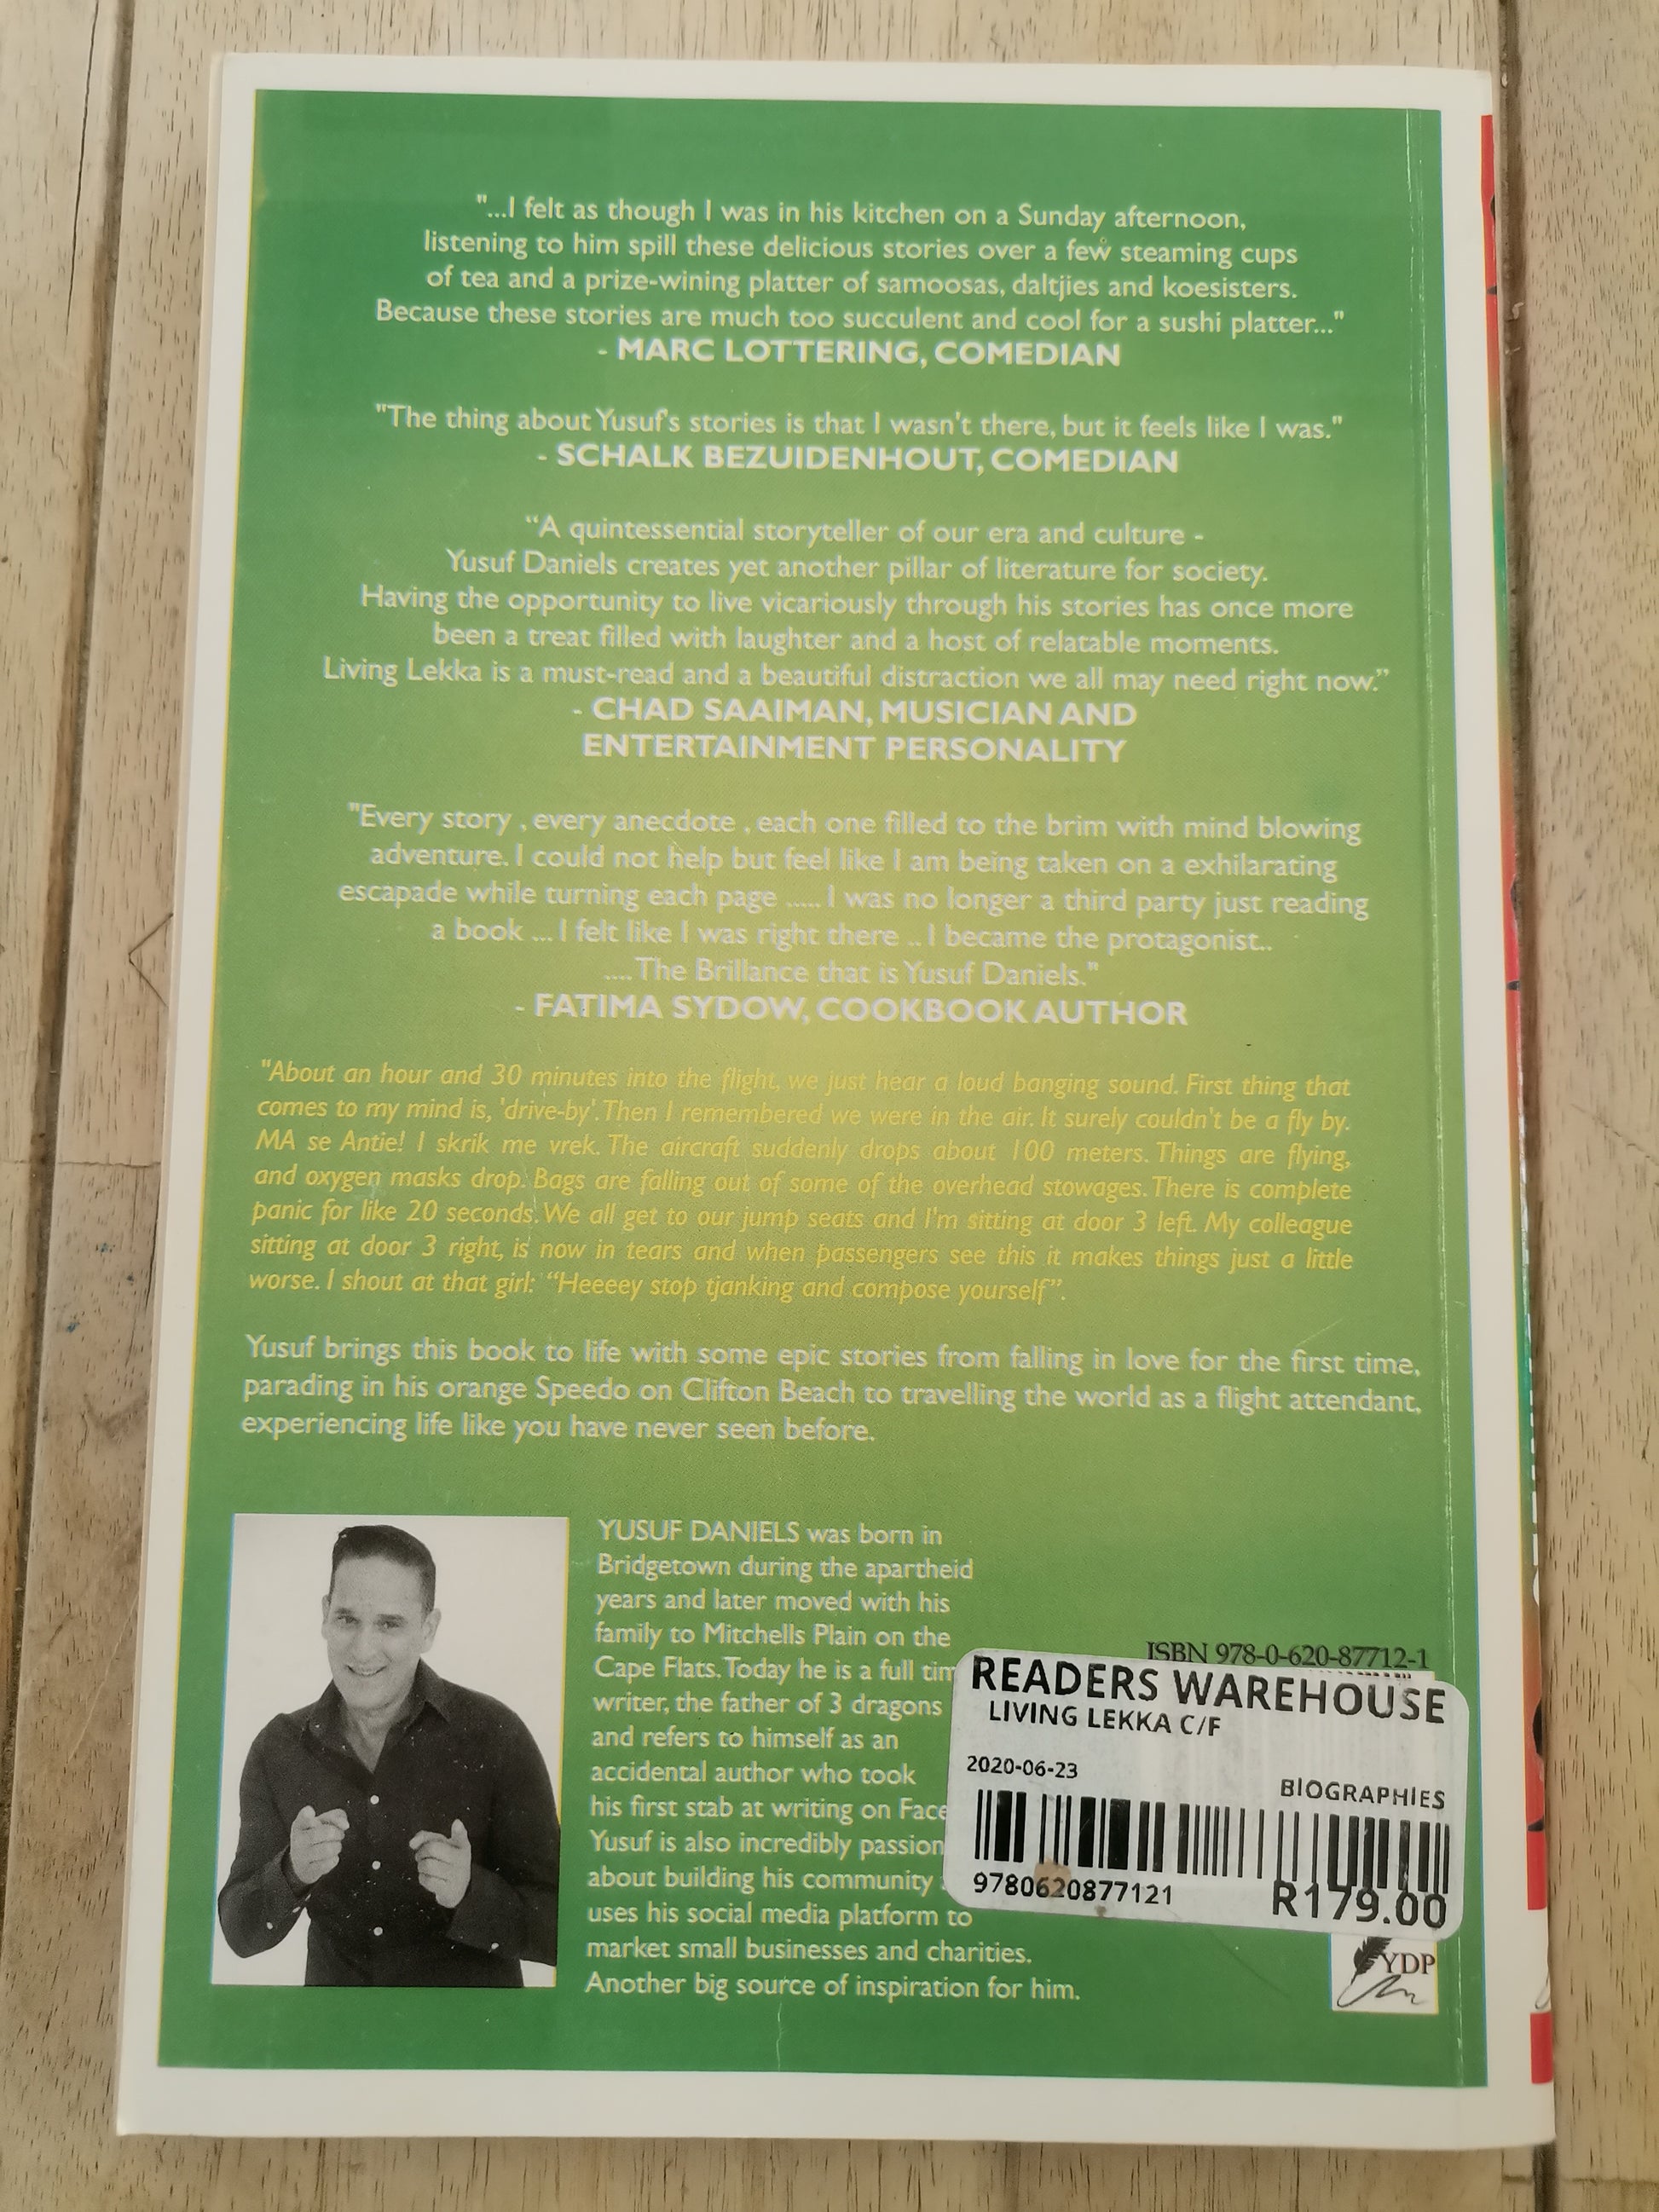 "...I felt as though I was in his kitchen on a Sunday afternoon,
listening to him spill these delicious stories over a few steaming cups
of tea and a prize-wining platter of samoosas, daltjies and koesisters.
Because these stories are much too succulent and cool for a sushi platter..."
- MARC LOTTERING, COMEDIAN
"The thing about Yusuf's stories is that I wasn't there, but it feels like I was."
- SCHALK BEZUIDENHOUT, COMEDIAN
“A quintessential storyteller of our era and culture -
Yusuf Daniels creates yet another pillar of literature for society.
Having the opportunity to live vicariously through his stories has once more
been a treat filled with laughter and a host of relatable moments.
Living Lekka is a must-read and a beautiful distraction we all may need right now.”
- CHAD SAAIMAN, MUSICIAN AND
ENTERTAINMENT PERSONALITY
"Every story , every anecdote , each one filled to the brim with mind blowing
adventure. I could not help but feel like I am being taken on a exhilarating
escapade while turning each page ..... I was no longer a third party just reading
a book ... I felt like I was right there .. I became the protagonist..
....The Brillance that is Yusuf Daniels."
- FATIMA SYDOW, COOKBOOK AUTHOR
"About an hour and 30 minutes into the flight, we just hear a loud banging sound. First thing that
comes to my mind is, 'drive-by'. Then I remembered we were in the air. It surely couldn't be a fly by.
MA se Antie! I skrik me vrek. The aircraft suddenly drops about 100 meters. Things are flying,
and oxygen masks drop. Bags are falling out of some of the overhead stowages. There is complete
panic for like 20 seconds. We all get to our jump seats and I'm sitting at door 3 left. My colleague
sitting at door 3 right, is now in tears and when passengers see this it makes things just a little
worse. I shout at that girl: “Heeeey stop tjanking and compose yourself”.
Yusuf brings this book to life with some epic stories from falling in love for the first time,
parading in his orange Speedo on Clifton Beach to travelling the world as a flight attendant,
experiencing life like you have never seen before.
YUSUF DANIELS was born in
Bridgetown during the apartheid
years and later moved with his
family to Mitchells Plain on the
Cape Flats. Today he is a full tim
writer, the father of 3 dragons
and refers to himself as an
accidental author who took
his first stab at writing on Face
Yusuf is also incredibly passion
about building his community
uses his social media platform to
market small businesses and charities.
Another big source of inspiration for him.
ISBN 978-0-620-87712-1
READERS WAREHOUSE
LIVING LEKKA C/F
2020-06-23
BIOGRAPHIES
9780620877121
R179.00
YDP